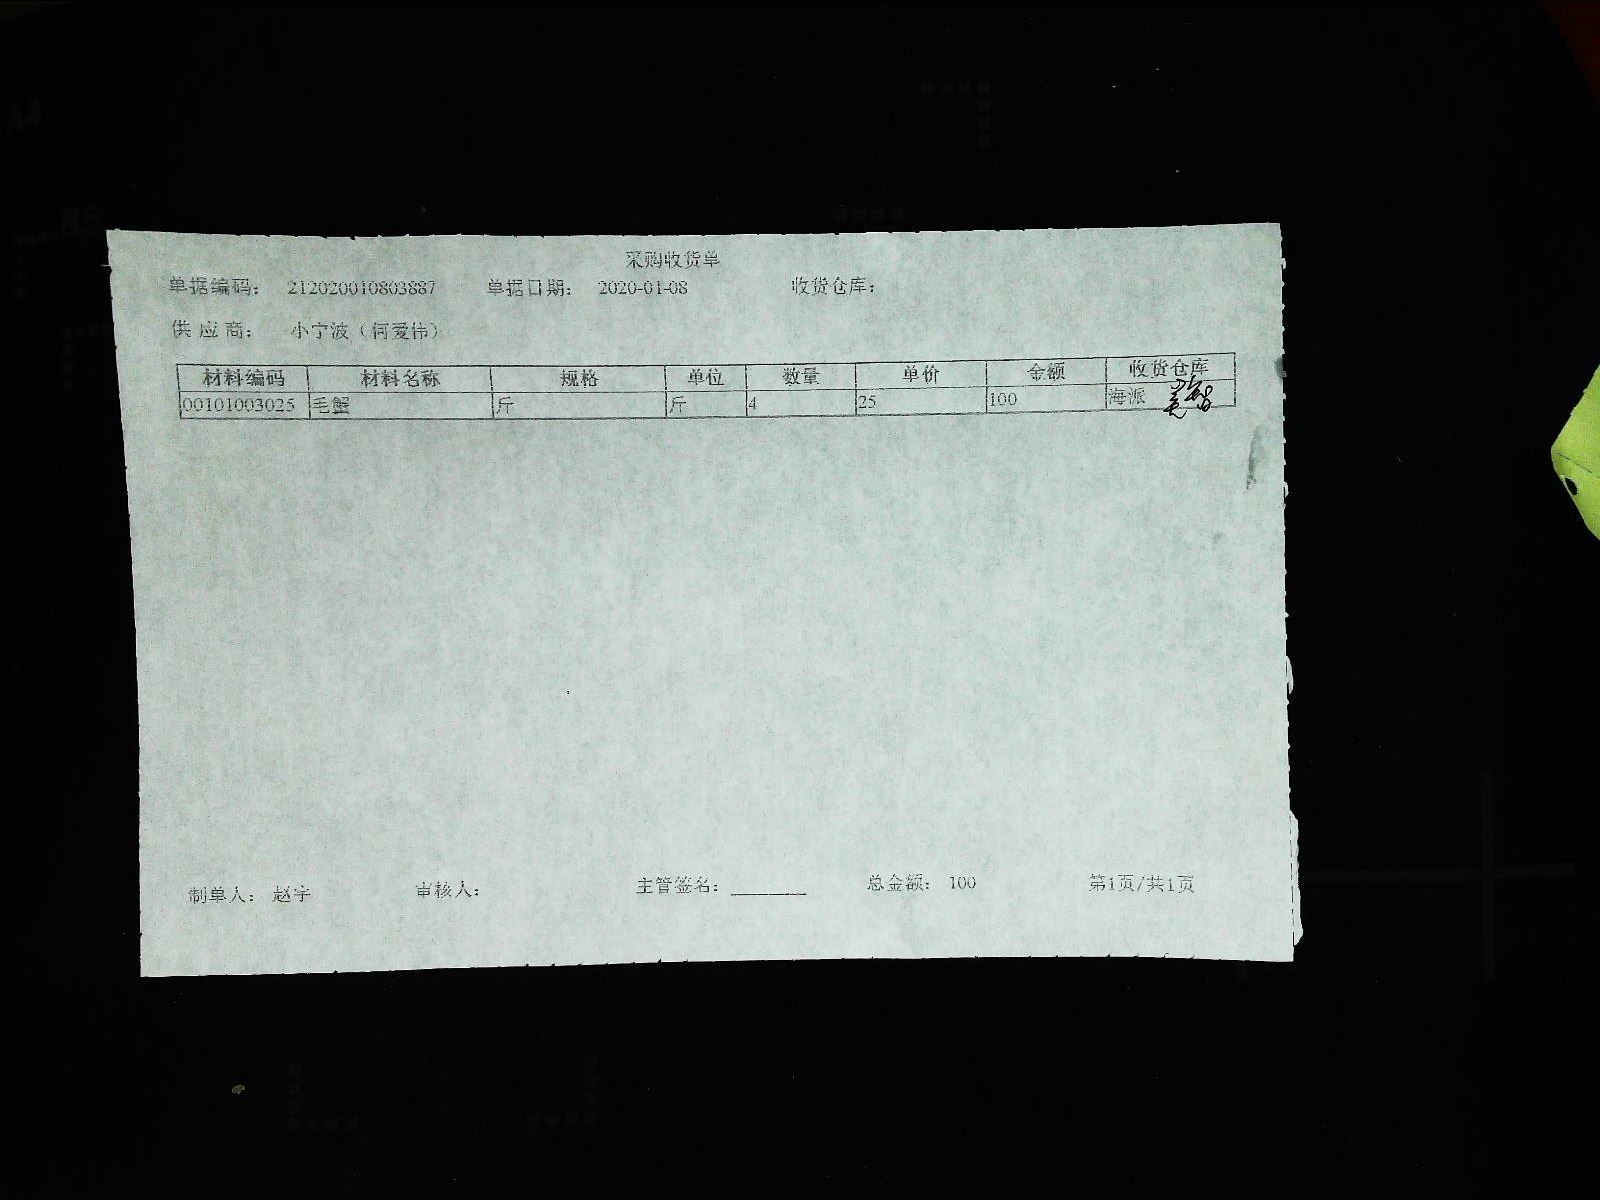 采购收货单
单据编码: 212020010803887 单据日期: 2020-01-08 收货仓库:
供应商: 小宁波(何爱伟)
材料编码 材料名称 规格 单位 数量 单价 金额 收货仓库
00101003025 毛蟹 斤 斤 4 25 100 海派
制单人: 赵宇 审核人: 主管签名: ________ 总金额: 100 第1页/共1页